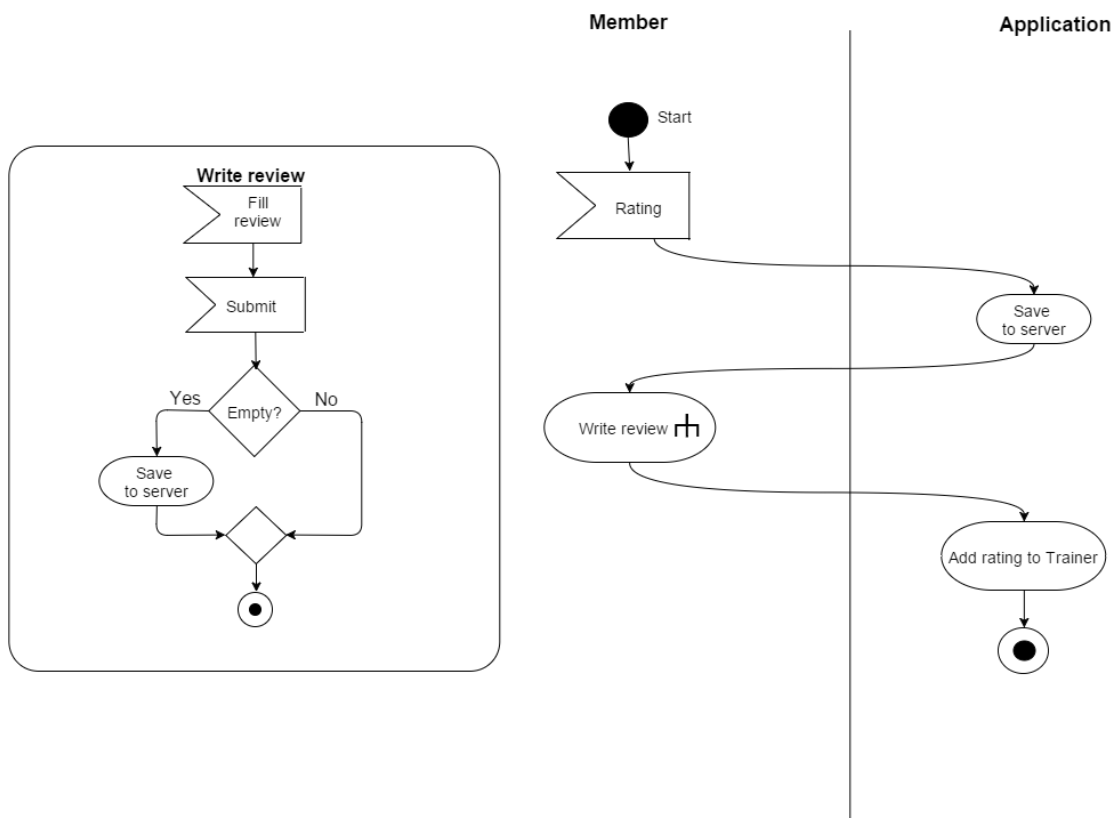 Member
Application
Start
Write review
Fill
review
Rating
Submit
Save
to server
Yes
Empty?
No
Write review
Save
to server
Add rating to Trainer